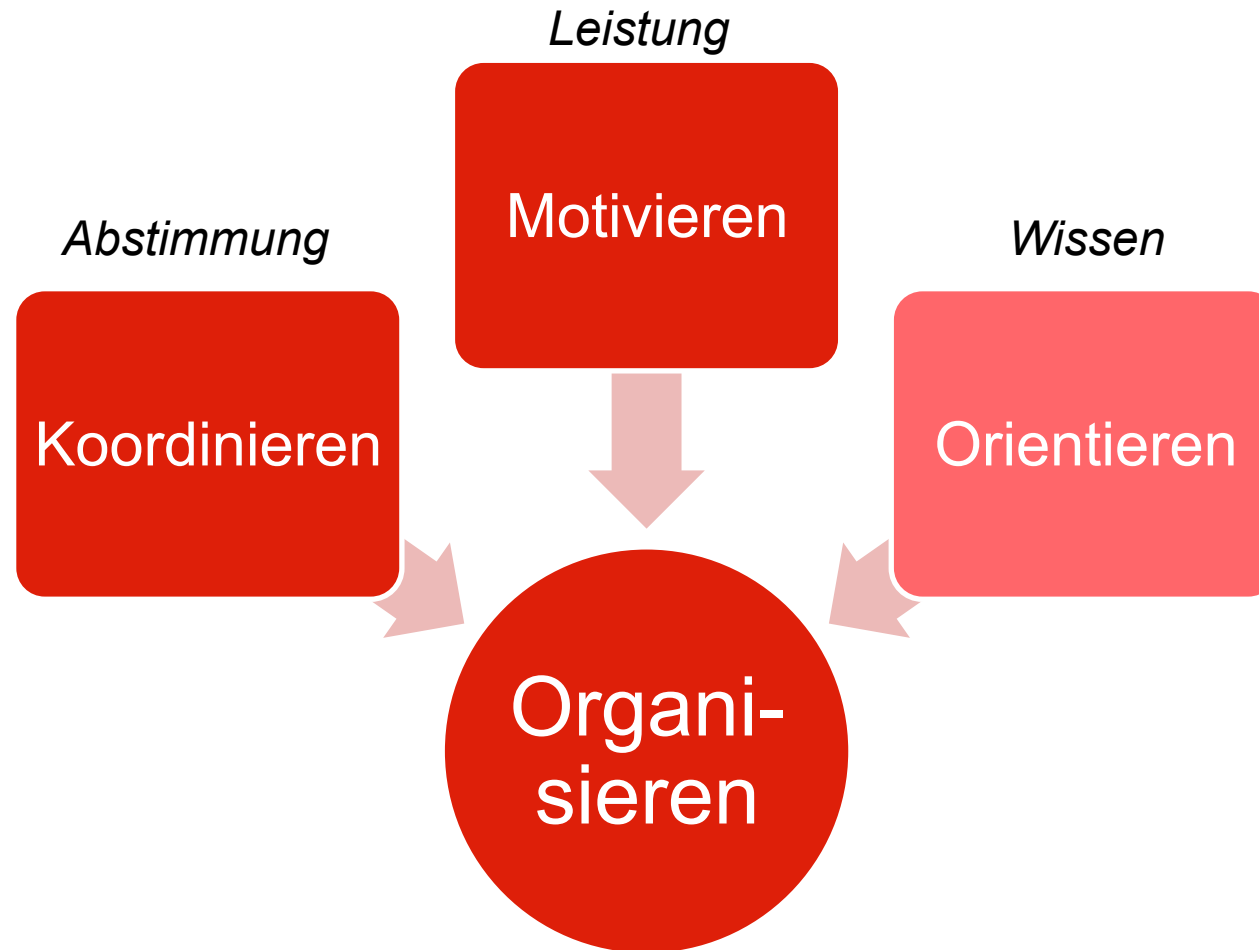 Leistung
Motivieren
Abstimmung
Koordinieren
Wissen
Orientieren
Organi-
sieren